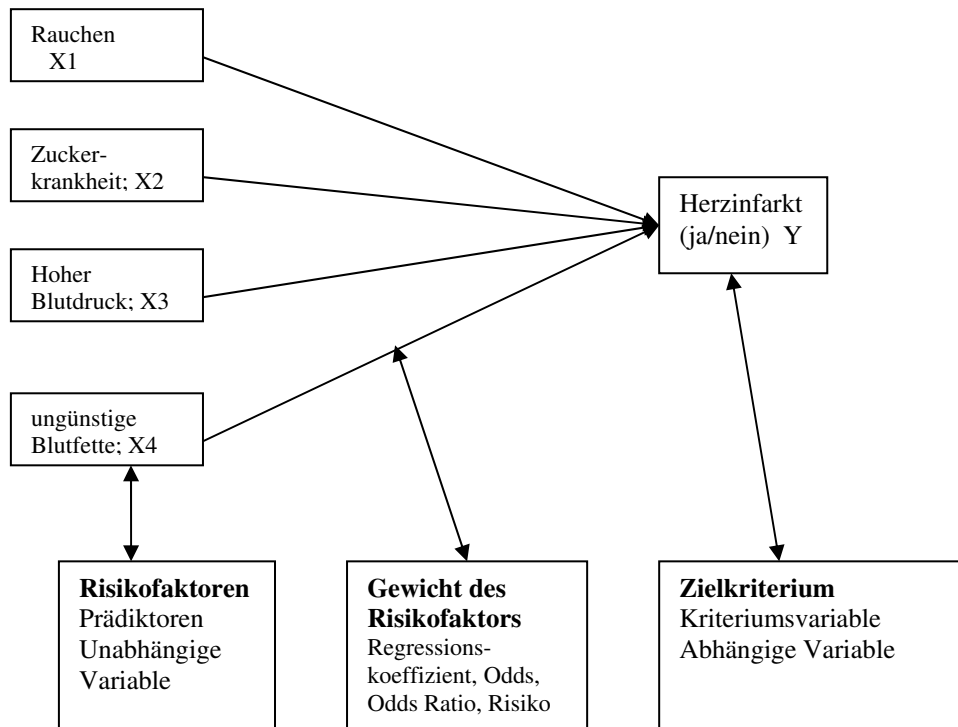 Rauchen
X1
Zucker-
krankheit; X2
Hoher
Blutdruck; X3
ungünstige
Blutfette; X4
Herzinfarkt
(ja/nein) Y
Risikofaktoren
Prädiktoren
Unabhängige
Variable
Gewicht des
Risikofaktors
Regressions-
koeffizient, Odds,
Odds Ratio, Risiko
Zielkriterium
Kriteriumsvariable
Abhängige Variable